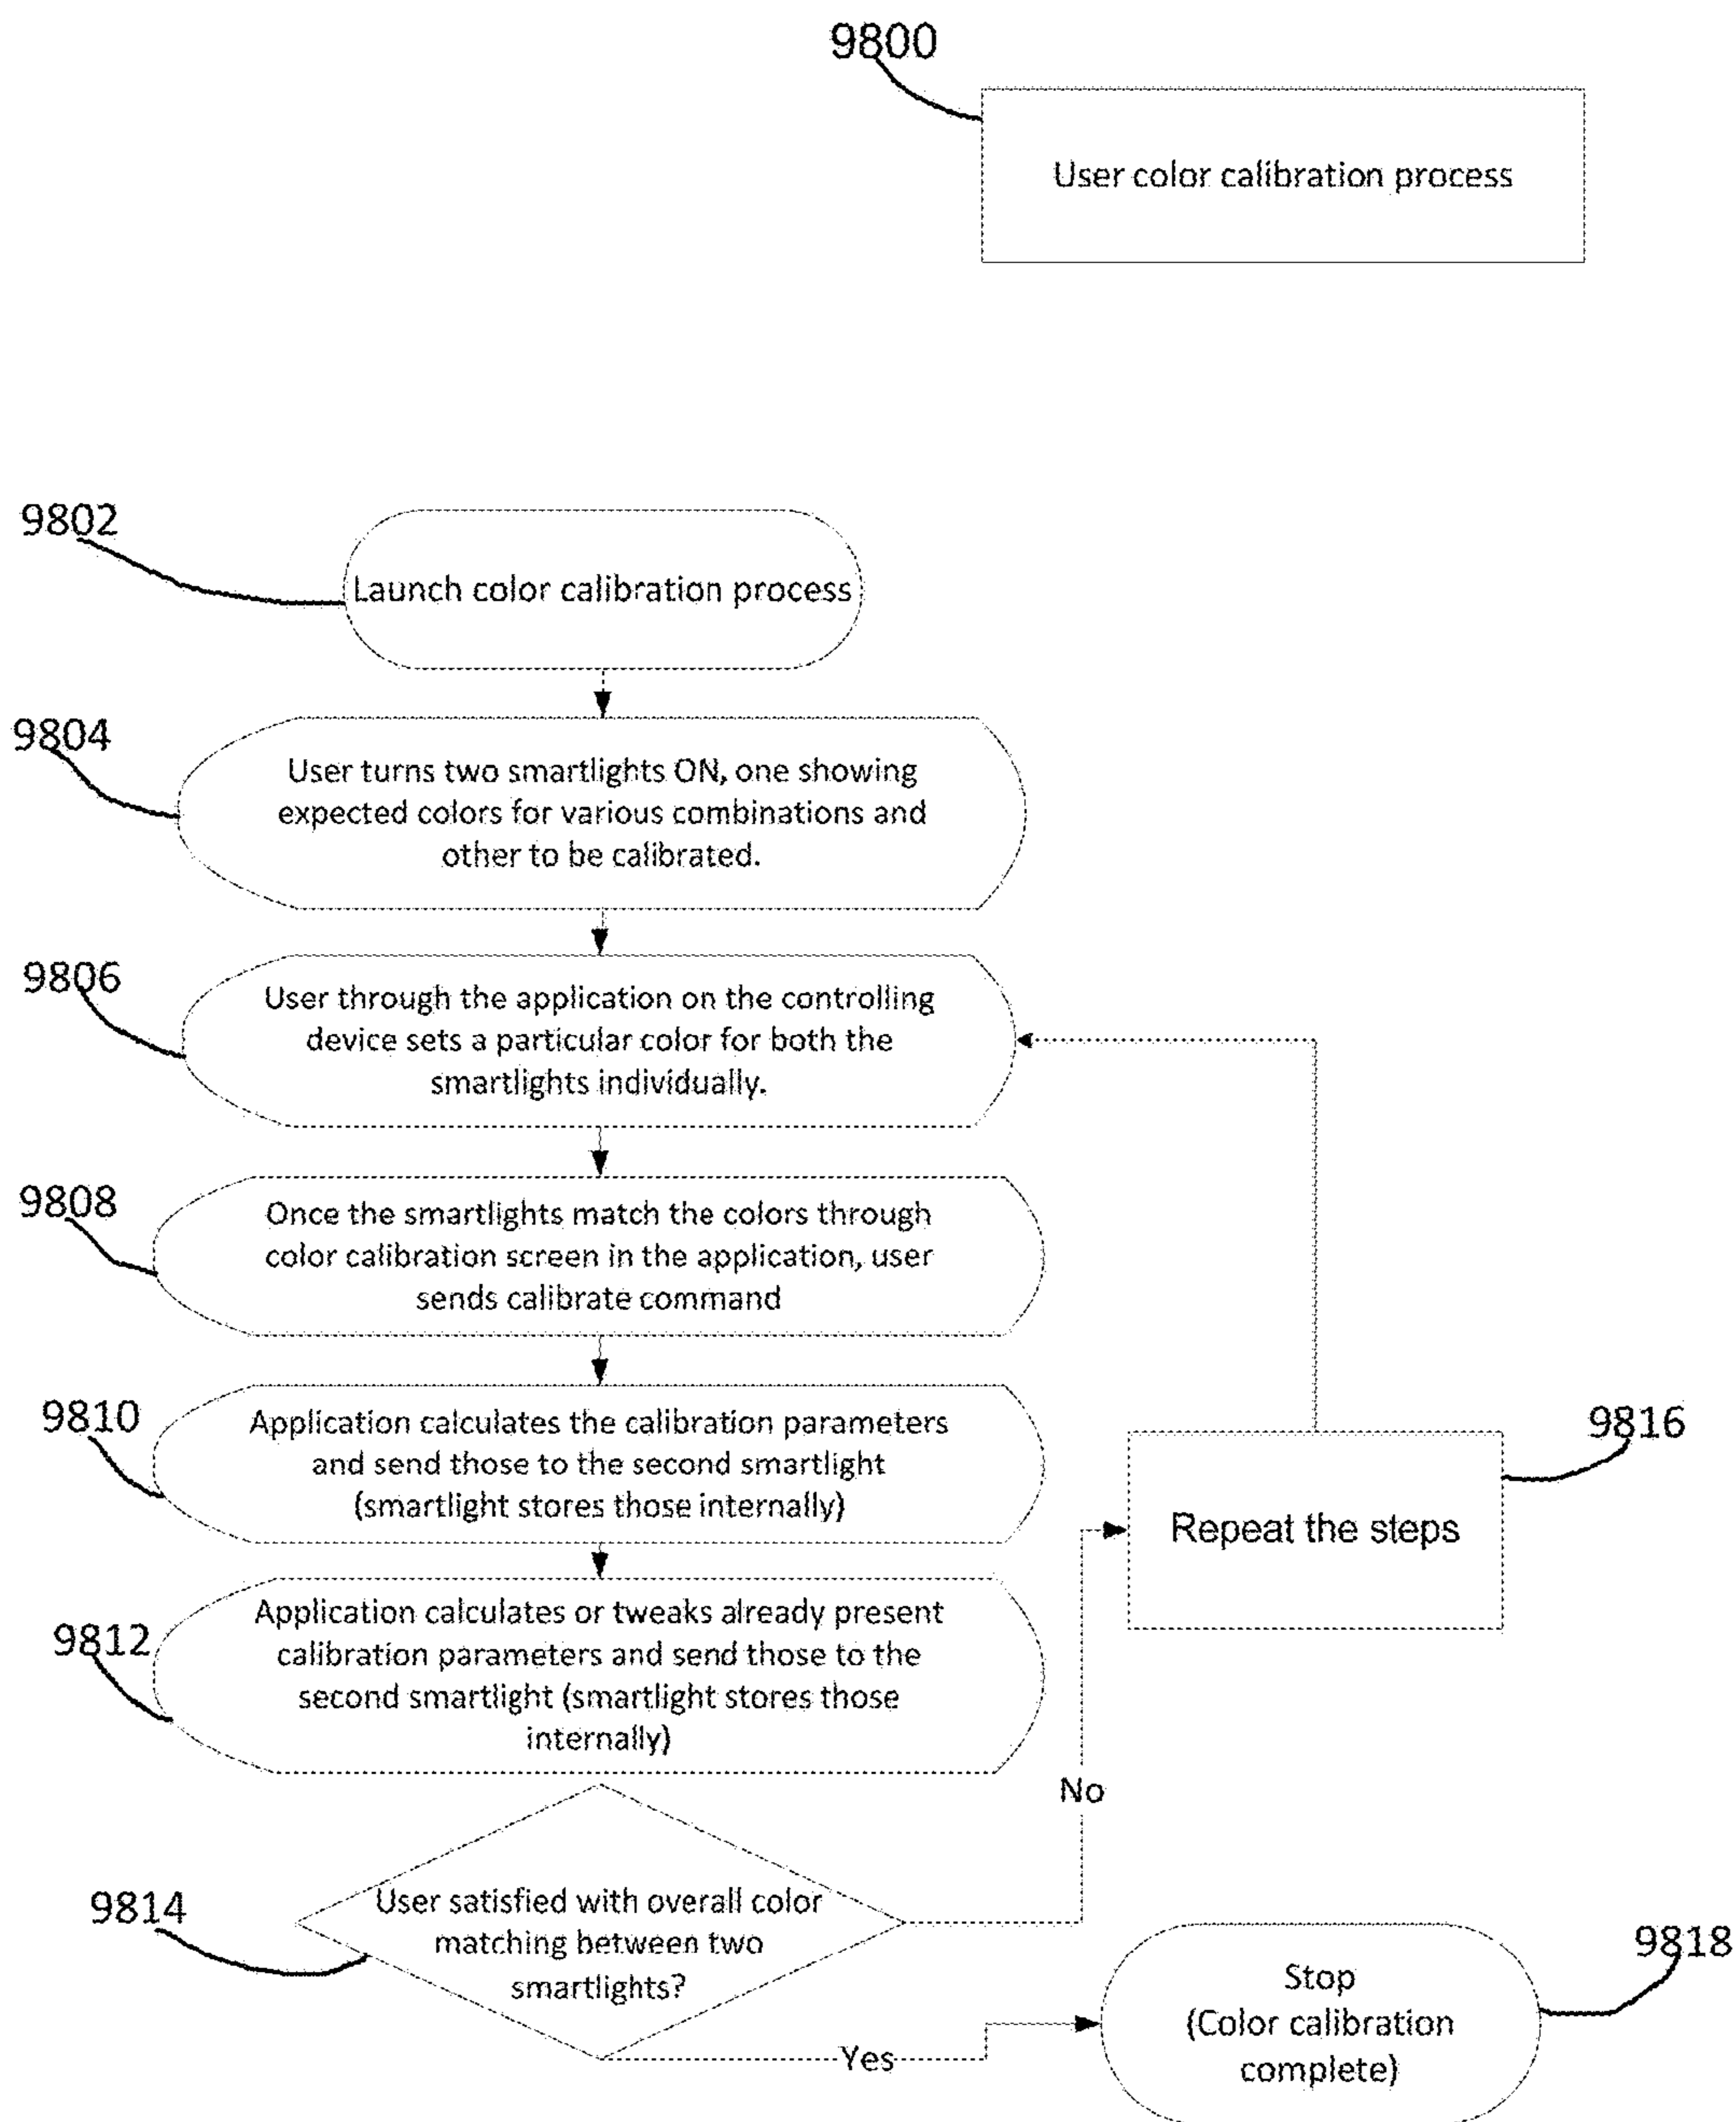 9800
User color calibration process
9802
Launch color calibration process
9804
User turns two smartlights ON, one showing
expected colors for various combinations and
other to be calibrated.
9806
User through the application on the controlling
device sets a particular color for both the
smartlights individually.
9808
Once the smartlights match the colors through
color calibration screen in the application, user
sends calibrate command
9810
Application calculates the calibration parameters
and send those to the second smartlight
(smartlight stores those internally)
9816
Repeat the steps
9812
Application calculates or tweaks already present
calibration parameters and send those to the
second smartlight (smartlight stores those
internally)
No
9814
User satisfied with overall color
matching between two
smartlights?
Yes
9818
Stop
(Color calibration
complete)